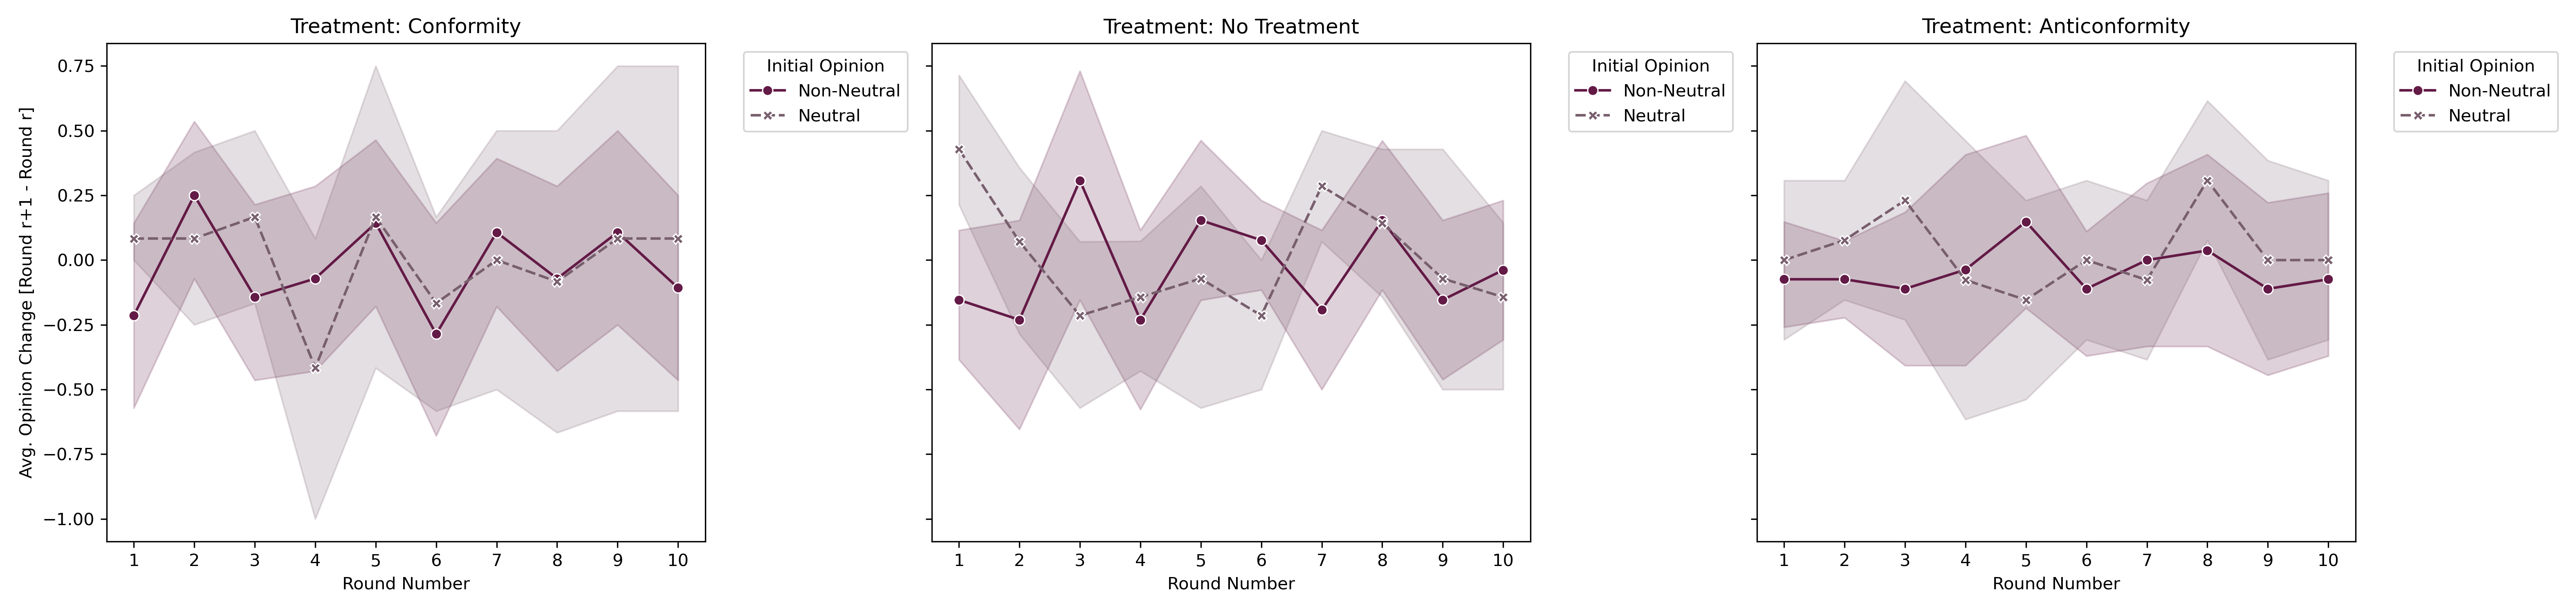 Treatment: Conformity
Avg. Opinion Change [Round r+1 - Round r]
0.75
0.50
0.25
0.00
−0.25
−0.50
−0.75
−1.00
1 2 3 4 5 6 7 8 9 10
Round Number
Initial Opinion
Non-Neutral
Neutral
Treatment: No Treatment
1 2 3 4 5 6 7 8 9 10
Round Number
Initial Opinion
Non-Neutral
Neutral
Treatment: Anticonformity
1 2 3 4 5 6 7 8 9 10
Round Number
Initial Opinion
Non-Neutral
Neutral